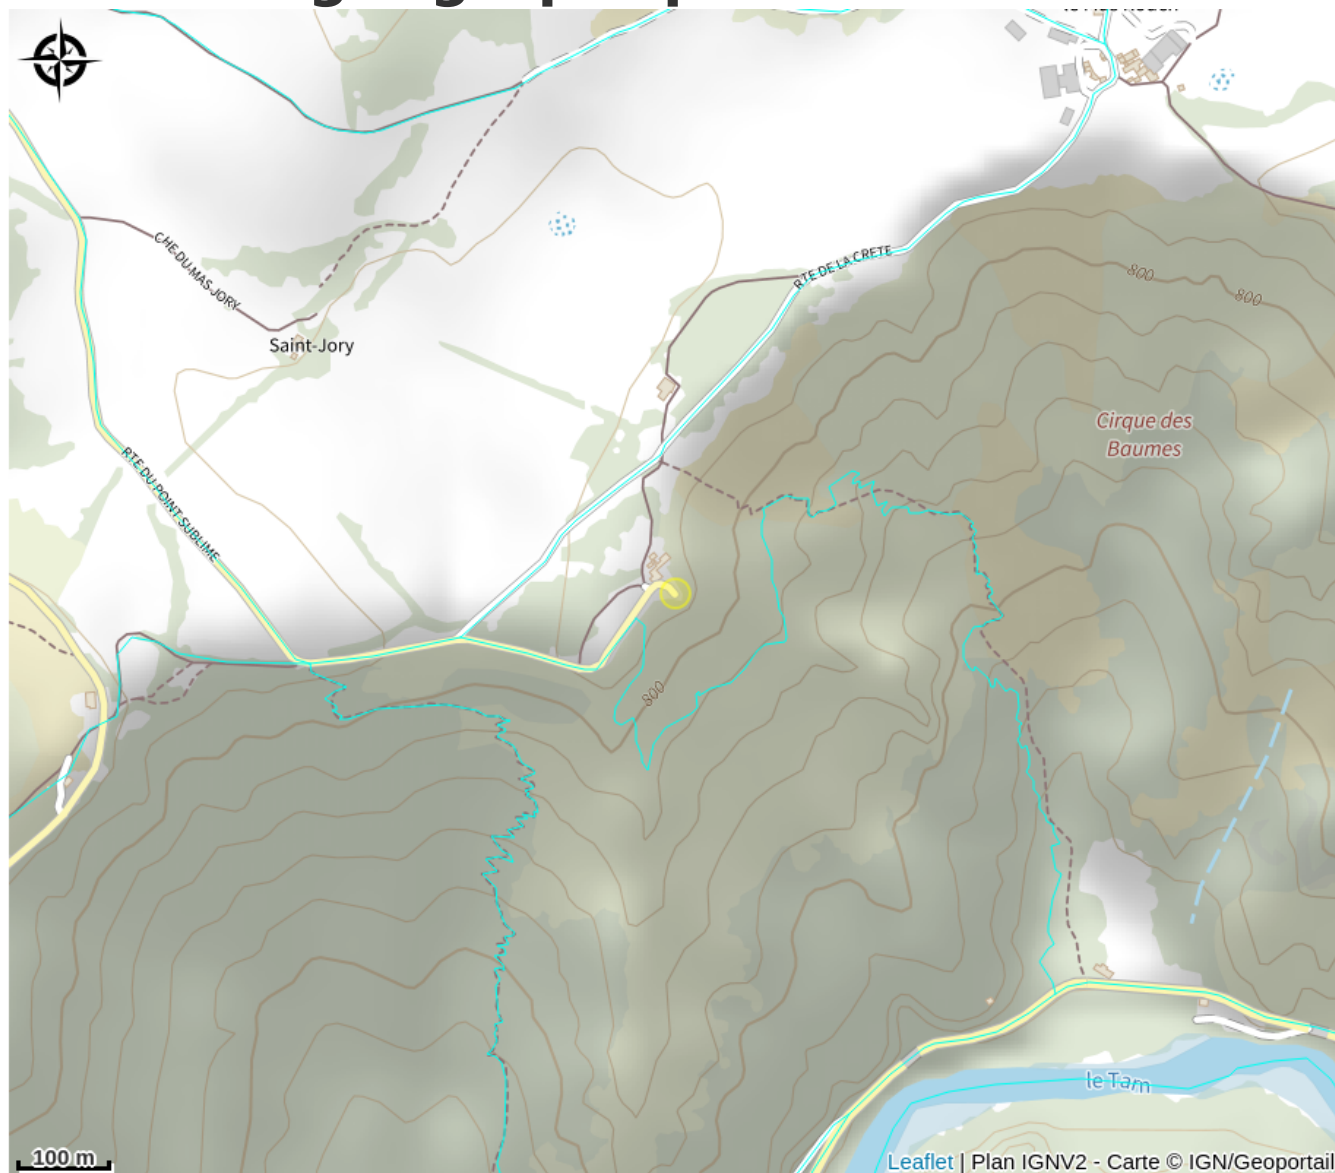 800
800
RTE DE LA CRETE
CHE DU MAS JORY
Saint-Jory
Cirque des
Baumes
RTE DU POINT SUBLIME
800
le Tarn
100 m
Leaflet | Plan IGNV2 - Carte © IGN/Geoportail